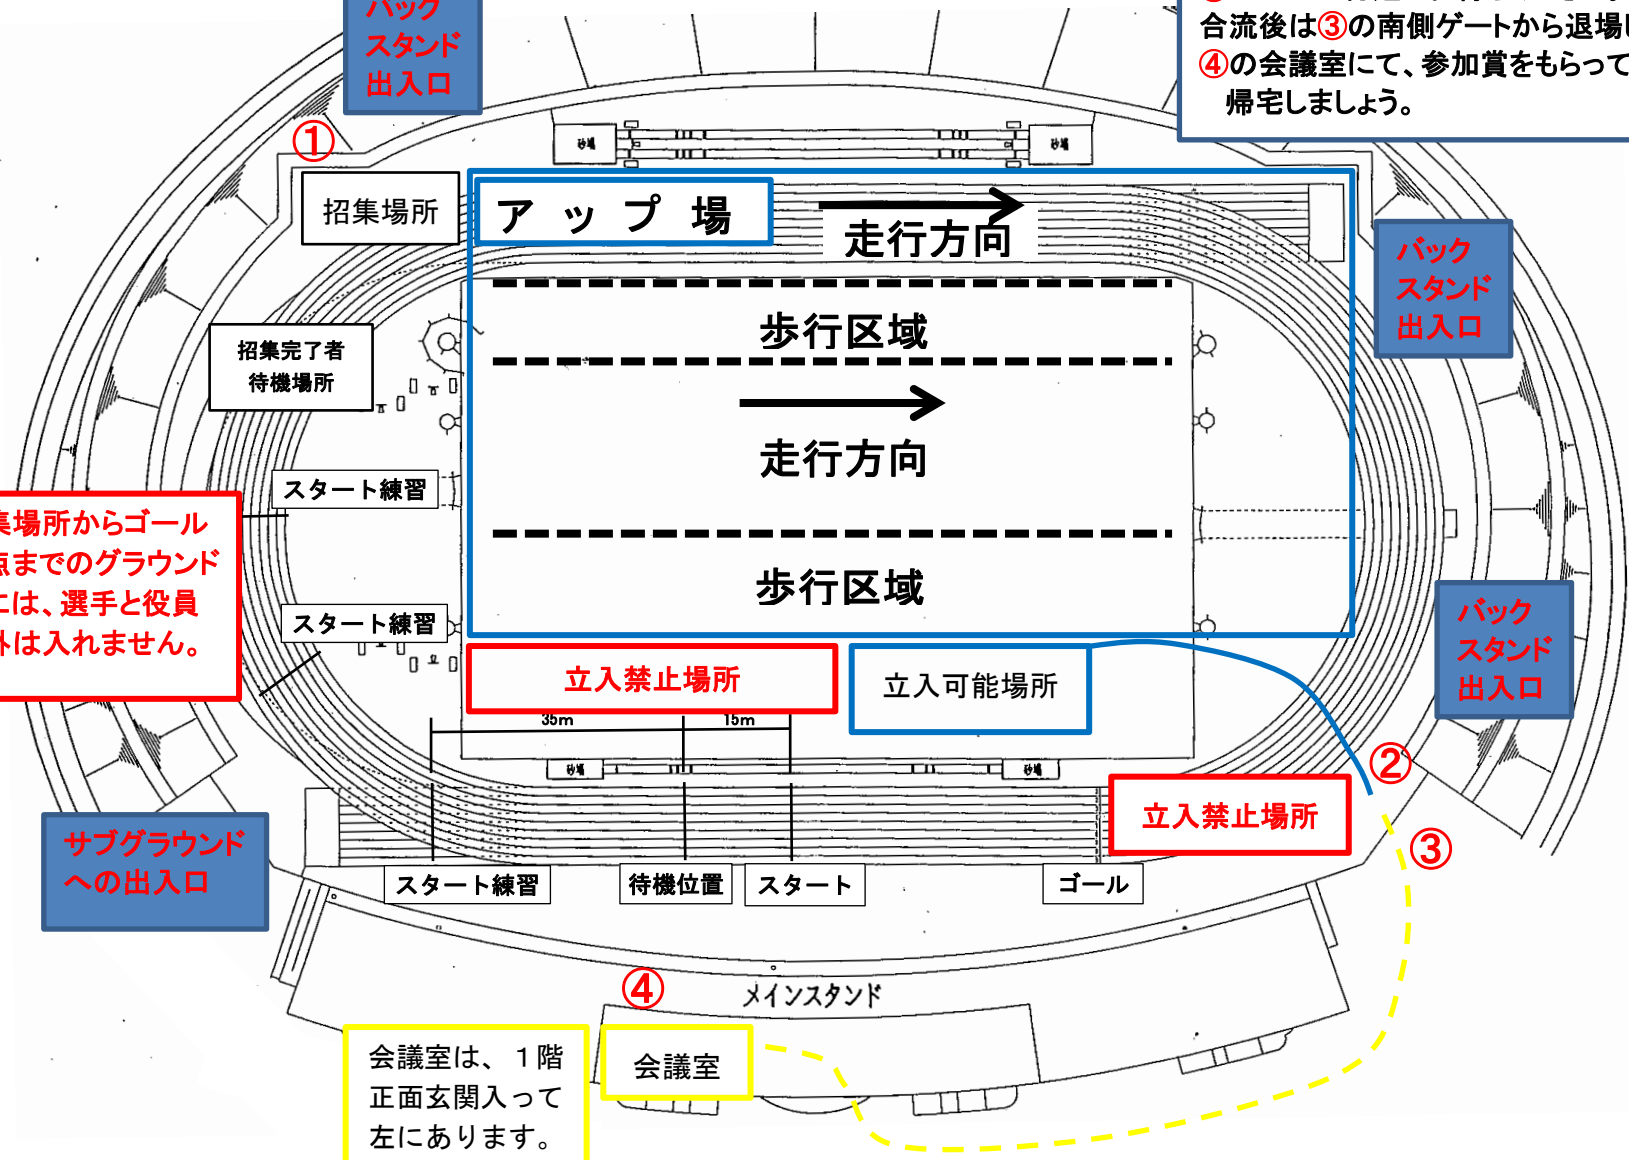 バック
スタンド
出入口
合流後は③の南側ゲートから退場
④の会議室にて、参加賞をもらって
帰宅しましょう。
①
砂場
砂場
招集場所
アップ場
走行方向
バック
スタンド
出入口
歩行区域
招集完了者
待機場所
走行方向
スタート練習
集場所からゴール
点までのグラウンド
には、選手と役員
外は入れません。
歩行区域
スタート練習
バック
スタンド
出入口
立入禁止場所
立入可能場所
35m
15m
砂場
砂場
②
立入禁止場所
③
サブグラウンド
への出入口
スタート練習
待機位置
スタート
ゴール
④
メインスタンド
会議室は、1階
正面玄関入って
左にあります。
会議室